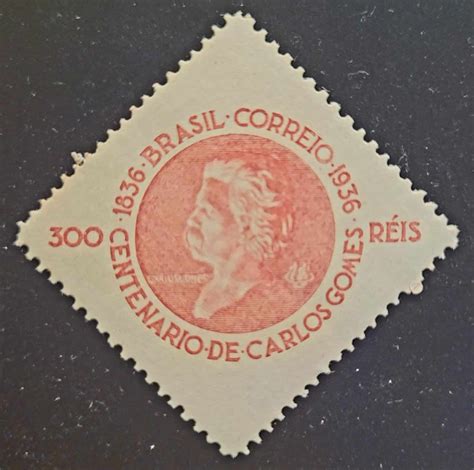 1836 · BRASIL · CORREIO · 1936
300 RÉIS
CENTENARIO · DE · CARLOS GOMES